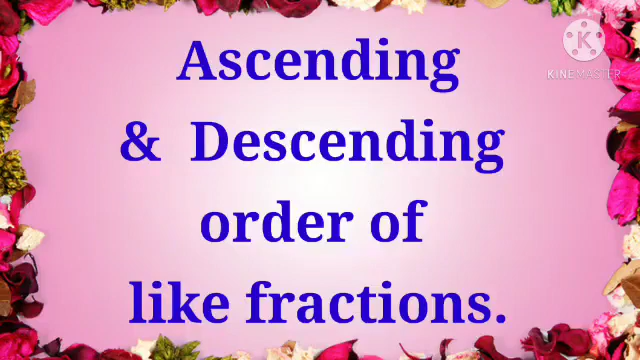 Ascending
& Descending
order of
like fractions.
KINEMASTER